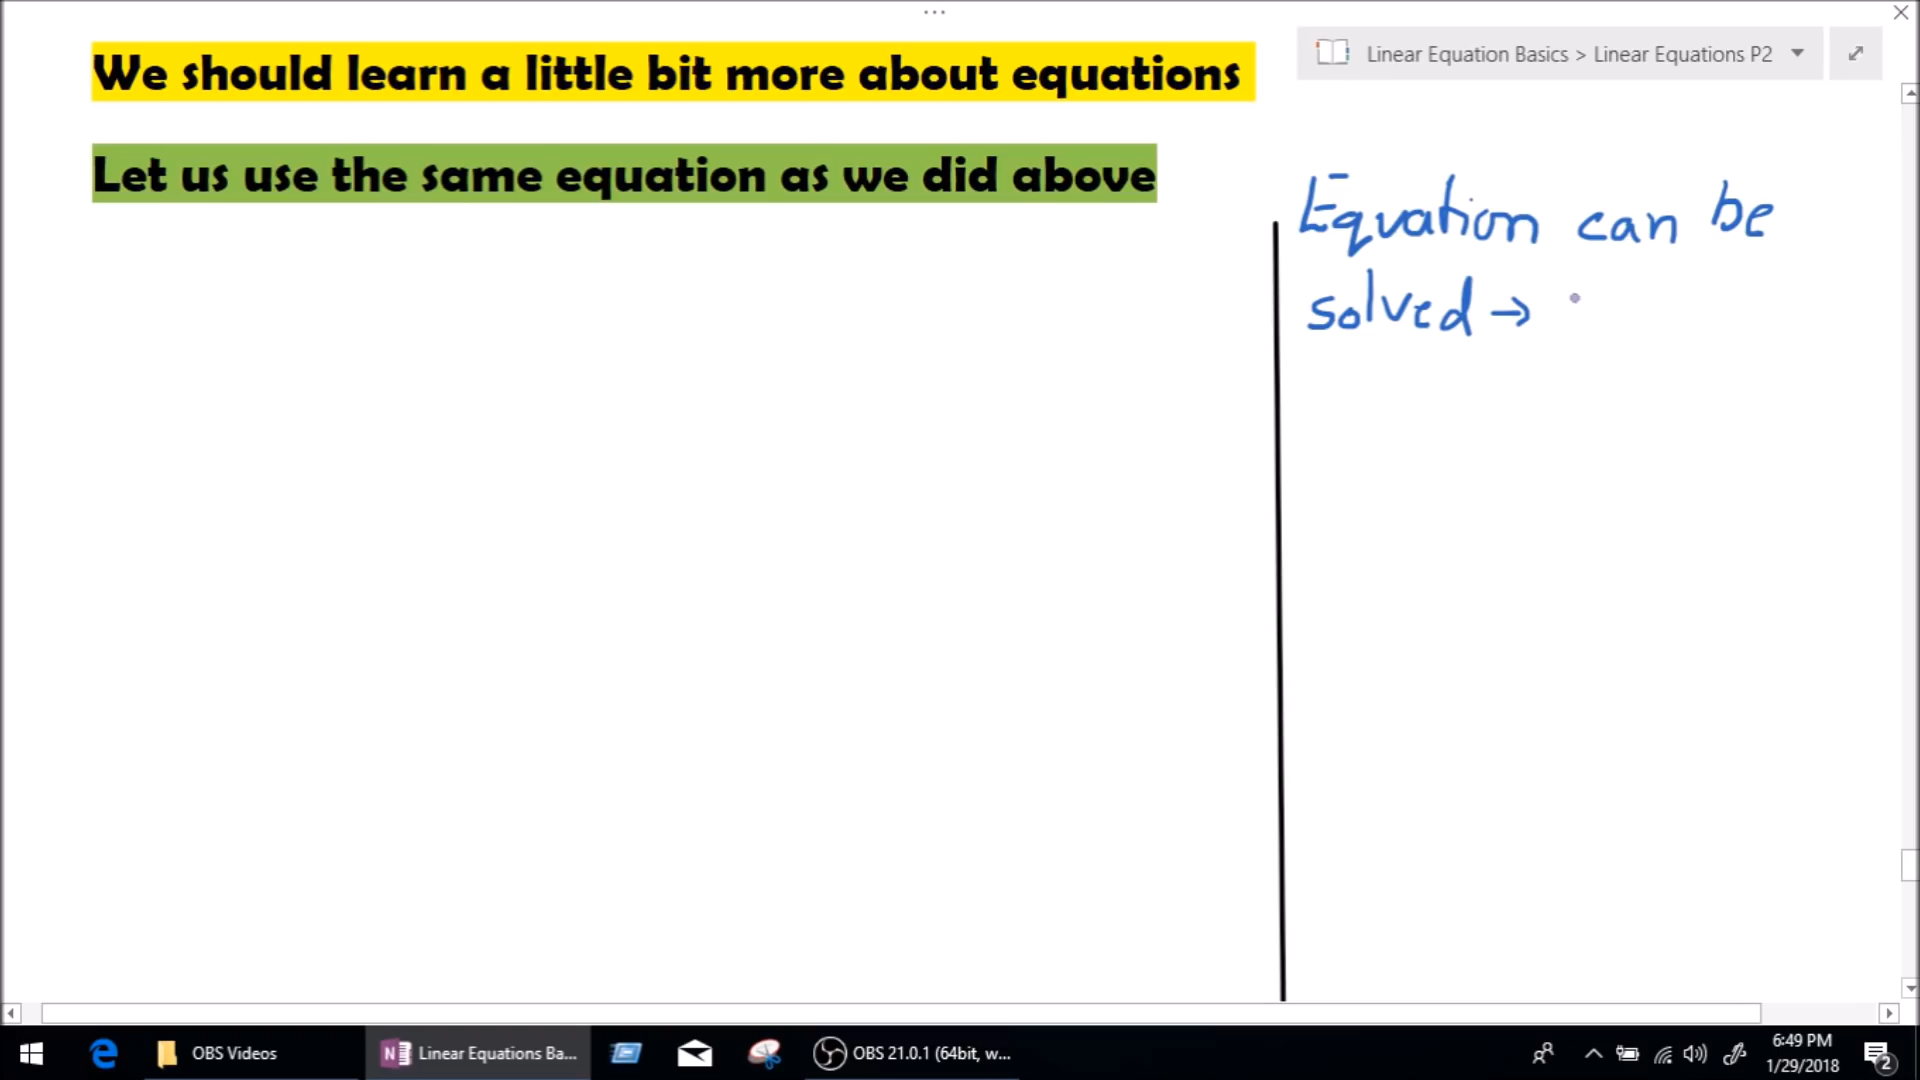 We should learn a little bit more about equations
Linear Equation Basics > Linear Equations P2
Let us use the same equation as we did above
Equation can be
solved →
OBS Videos
Linear Equations Ba...
OBS 21.0.1 (64bit, w...
6:49 PM
1/29/2018
2